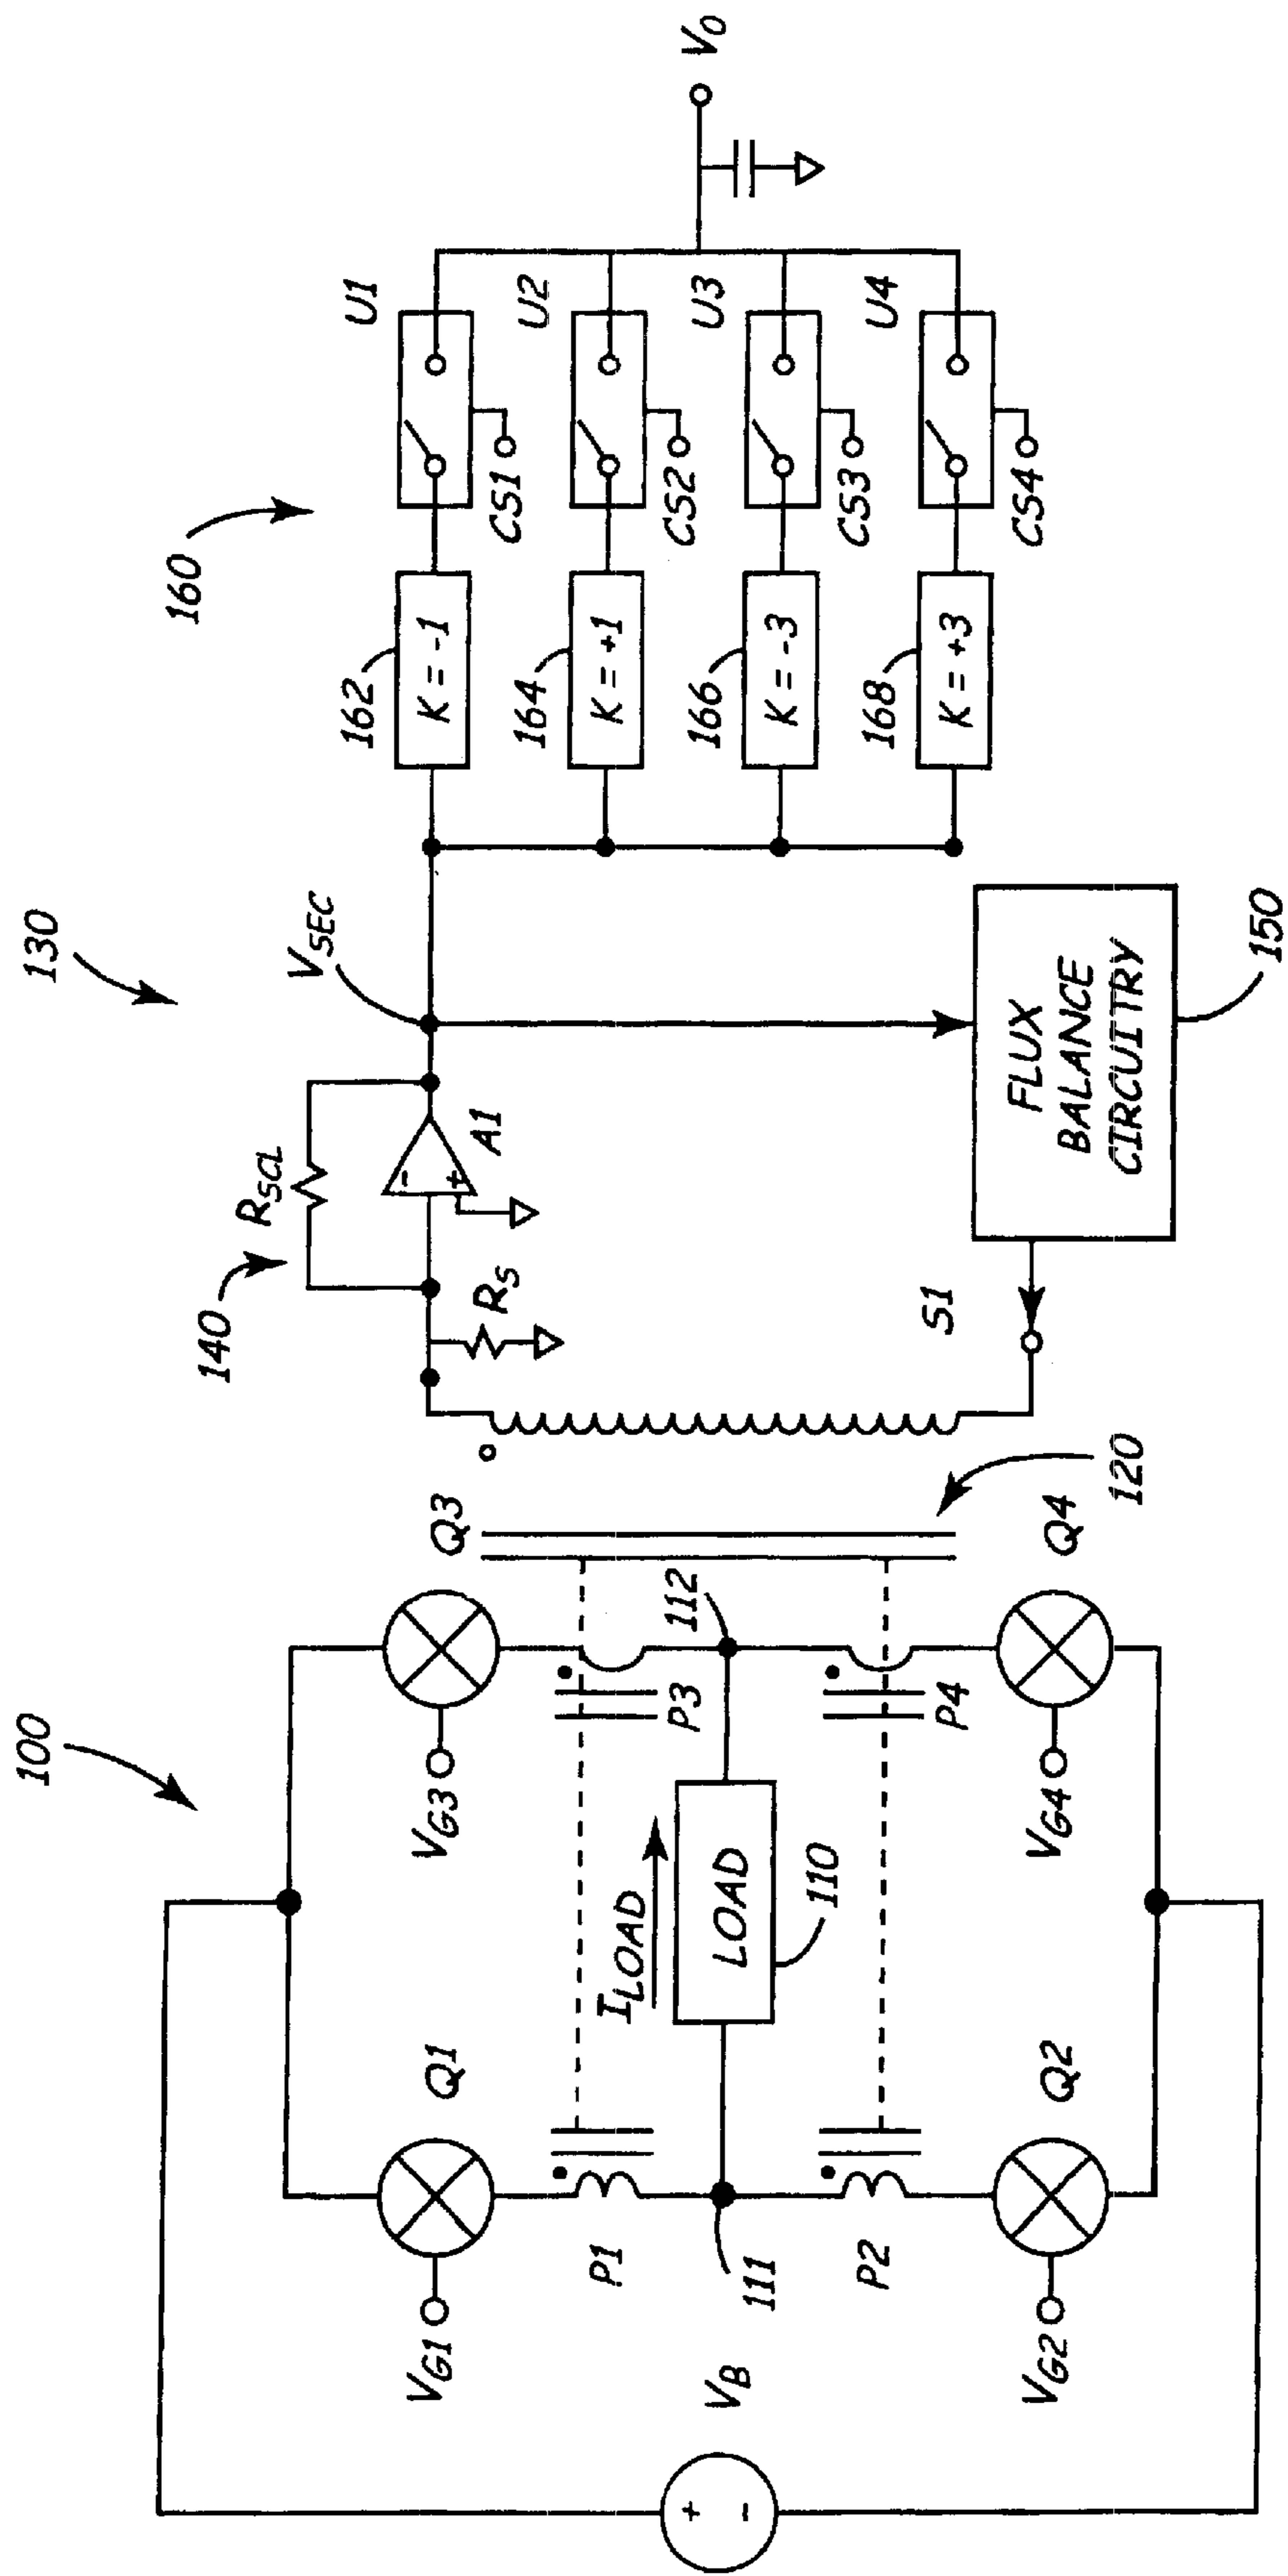 100
130
160
140
RSCL
VSEC
162
164
166
168
K = -1
K = +1
K = -3
K = +3
U1
U2
U3
U4
CS1
CS2
CS3
CS4
VO
A1
-
+
RS
S1
FLUX
BALANCE
CIRCUITRY
150
120
Q1
Q3
VG1
VG3
P1
P3
111
112
ILOAD
LOAD
110
P2
P4
VB
+
-
VG2
VG4
Q2
Q4